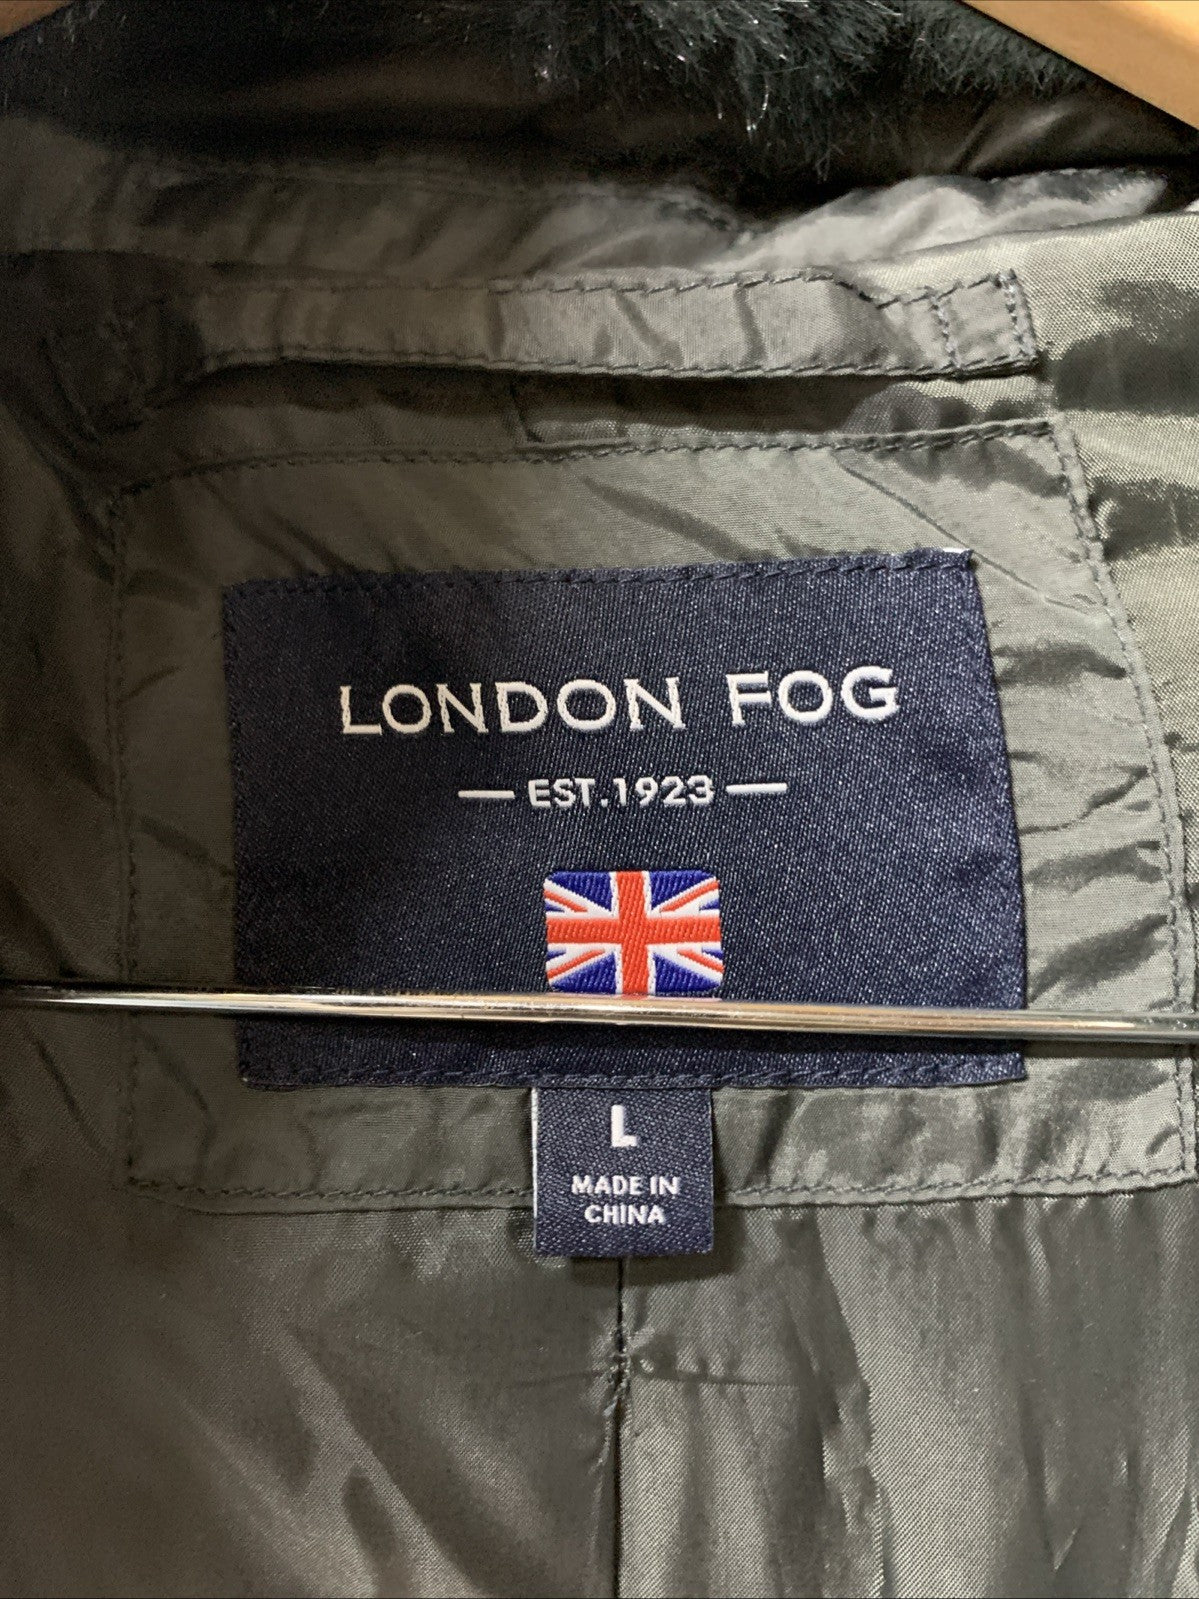 LONDON FOG
— EST.1923 —
L
MADE IN
CHINA